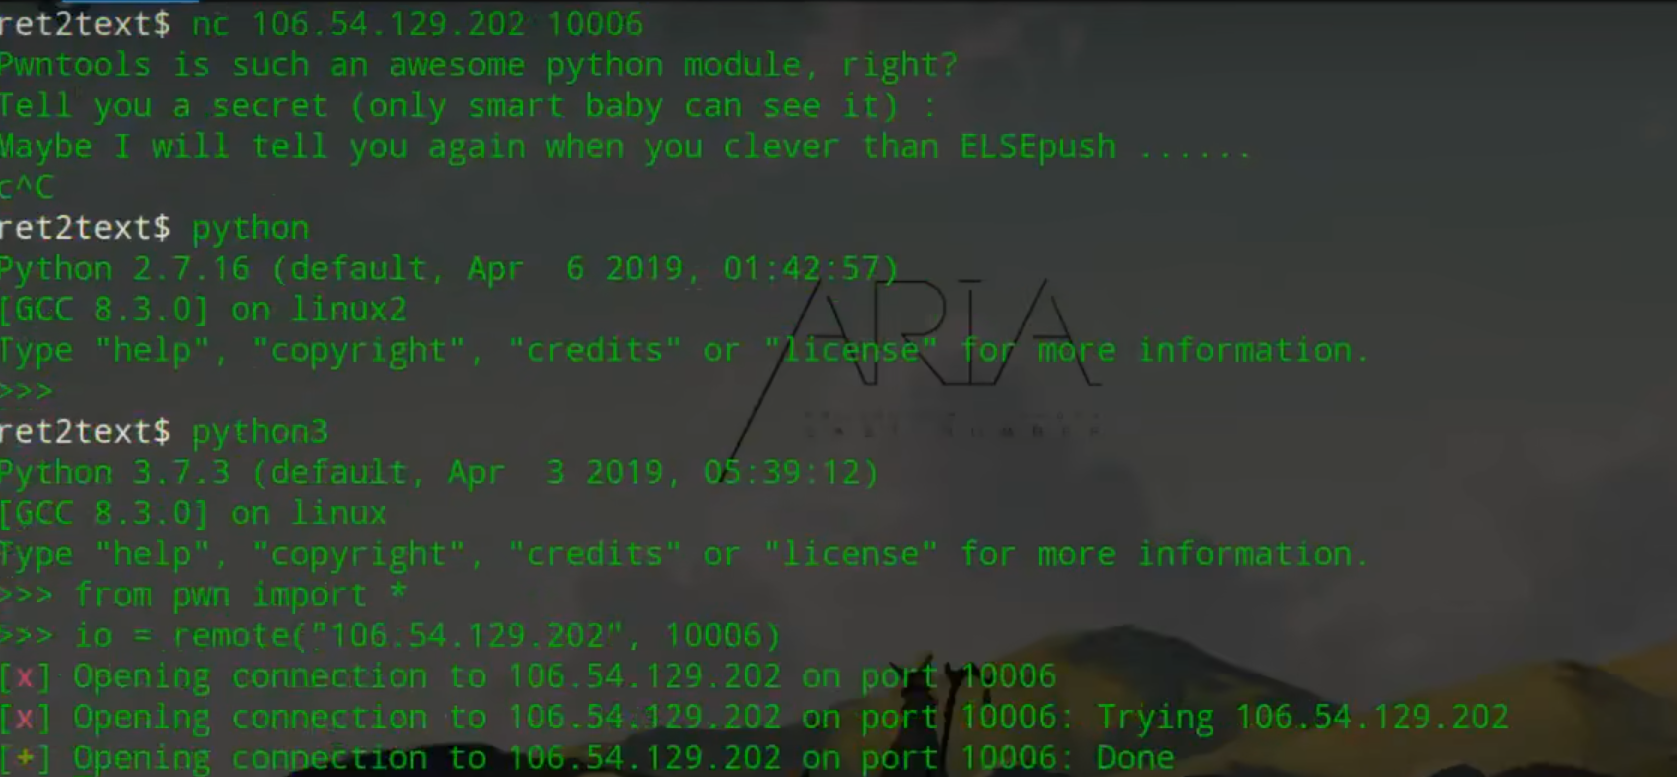 ret2text$ nc 106.54.129.202 10006
Pwntools is such an awesome python module, right?
Tell you a secret (only smart baby can see it) :
Maybe I will tell you again when you clever than ELSEpush ......
c^C
ret2text$ python
Python 2.7.16 (default, Apr  6 2019, 01:42:57)
[GCC 8.3.0] on linux2
Type "help", "copyright", "credits" or "license" for more information.
>>>
ret2text$ python3
Python 3.7.3 (default, Apr  3 2019, 05:39:12)
[GCC 8.3.0] on linux
Type "help", "copyright", "credits" or "license" for more information.
>>> from pwn import *
>>> io = remote("106.54.129.202", 10006)
[x] Opening connection to 106.54.129.202 on port 10006
[x] Opening connection to 106.54.129.202 on port 10006: Trying 106.54.129.202
[+] Opening connection to 106.54.129.202 on port 10006: Done
ARIA